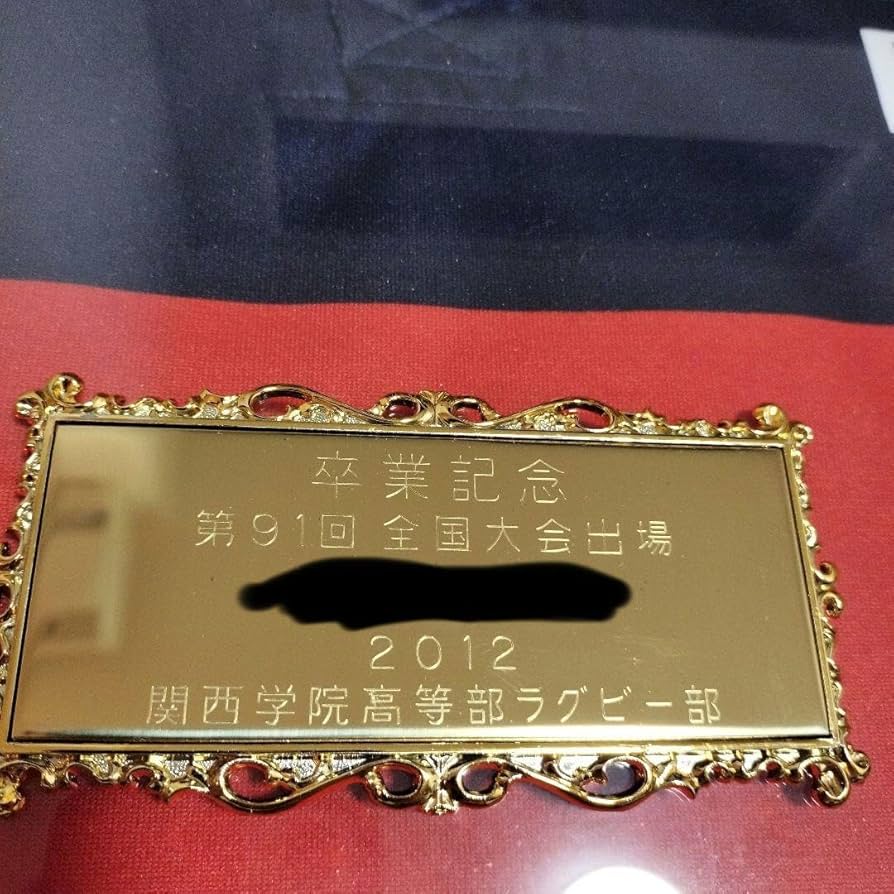 卒業記念
第91回 全国大会出場
2012
関西学院高等部ラグビー部